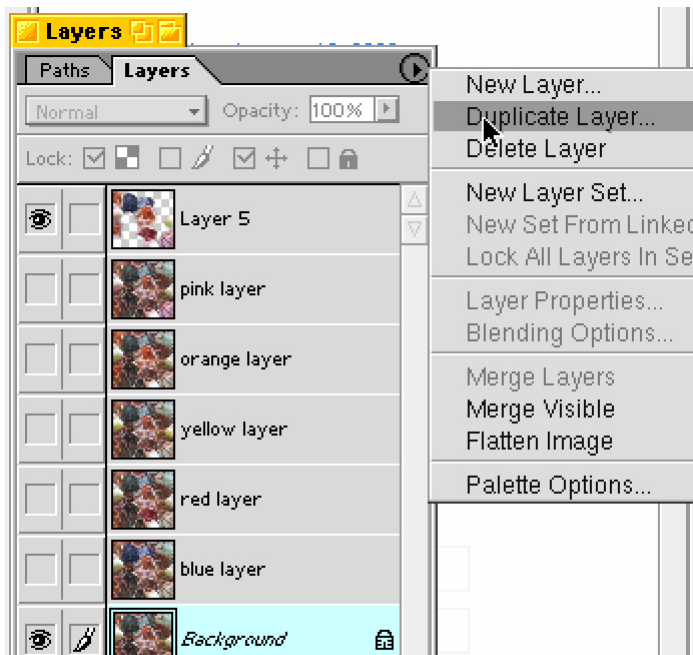 Layers
Paths Layers
Normal Opacity: 100%
Lock:
Layer 5
pink layer
orange layer
yellow layer
red layer
blue layer
Background
New Layer...
Duplicate Layer...
Delete Layer
New Layer Set...
New Set From Linked
Lock All Layers In Se
Layer Properties...
Blending Options...
Merge Layers
Merge Visible
Flatten Image
Palette Options...